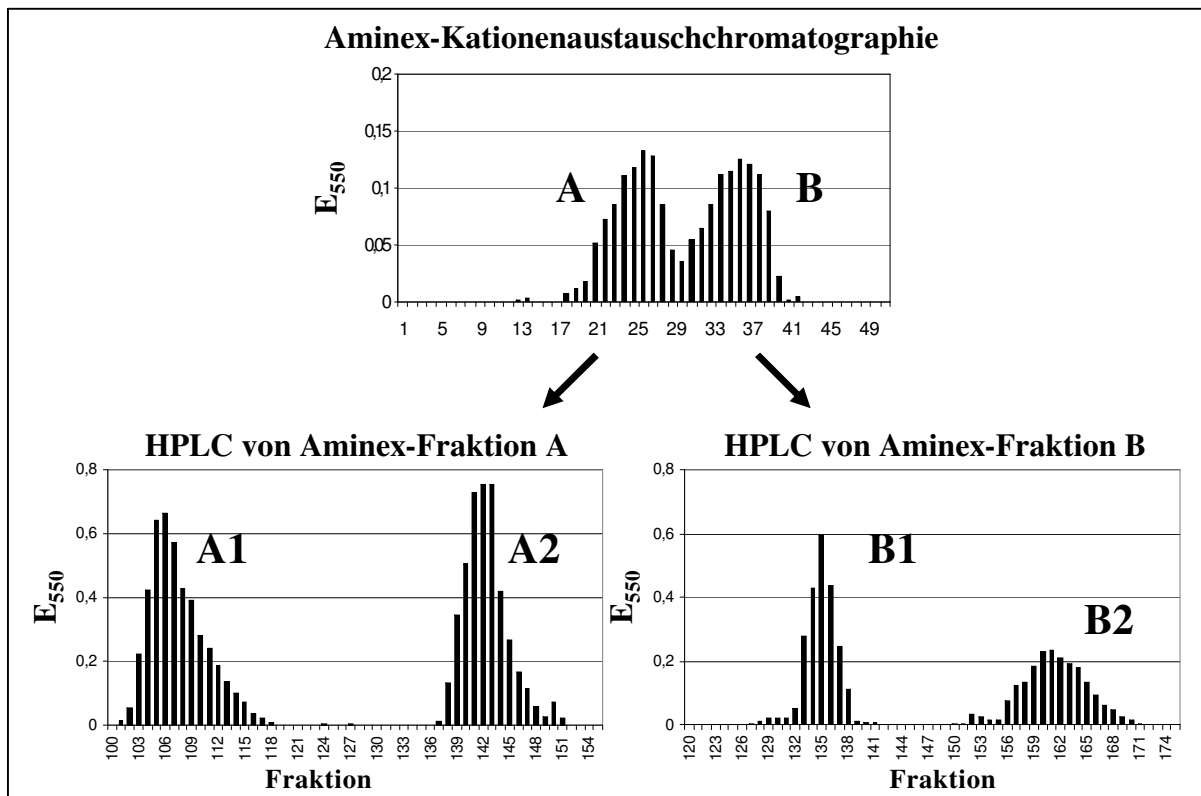 Aminex-Kationenaustauschchromatographie
0,2
0,15
0,1
0,05
0
E550
A
B
1 5 9 13 17 21 25 29 33 37 41 45 49
HPLC von Aminex-Fraktion A
0,8
0,6
0,4
0,2
0
E550
A1
A2
100 103 106 109 112 115 118 121 124 127 130 133 136 139 142 145 148 151 154
Fraktion
HPLC von Aminex-Fraktion B
0,8
0,6
0,4
0,2
0
E550
B1
B2
120 123 126 129 132 135 138 141 144 147 150 153 156 159 162 165 168 171 174
Fraktion